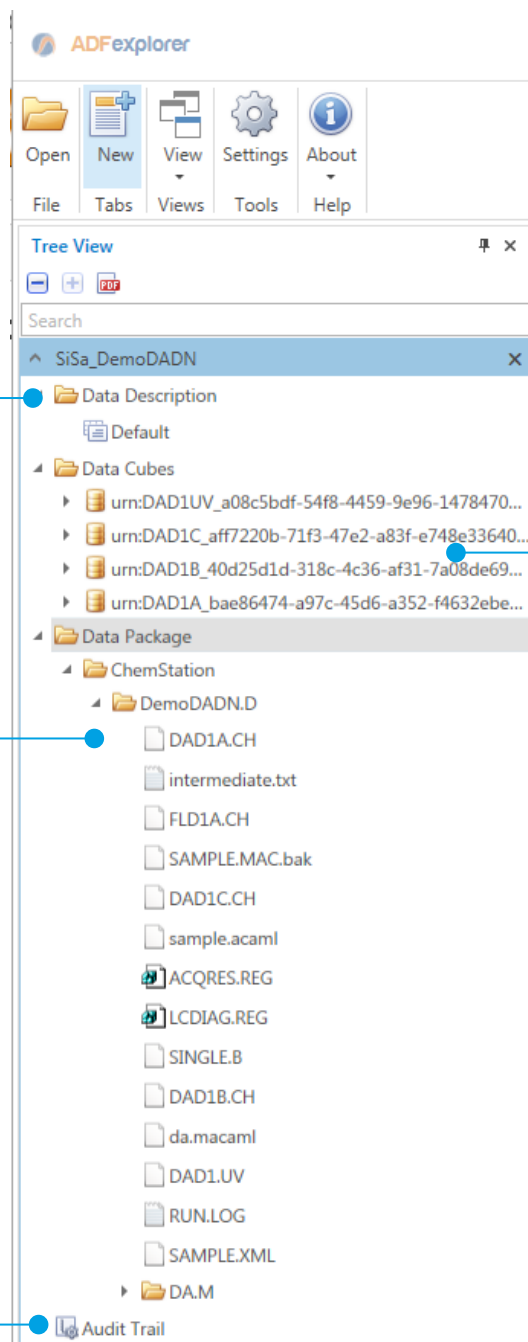 ADFexplorer
Open New View Settings About
File Tabs Views Tools Help
Tree View
PDF
Search
SiSa_DemoDADN
Data Description
Default
Data Cubes
urn:DAD1UV_a08c5bdf-54f8-4459-9e96-1478470...
urn:DAD1C_aff7220b-71f3-47e2-a83f-e748e33640...
urn:DAD1B_40d25d1d-318c-4c36-af31-7a08de69...
urn:DAD1A_bae86474-a97c-45d6-a352-f4632ebe...
Data Package
ChemStation
DemoDADN.D
DAD1A.CH
intermediate.txt
FLD1A.CH
SAMPLE.MAC.bak
DAD1C.CH
sample.acaml
ACQRES.REG
LCDIAG.REG
SINGLE.B
DAD1B.CH
da.macaml
DAD1.UV
RUN.LOG
SAMPLE.XML
DA.M
Audit Trail